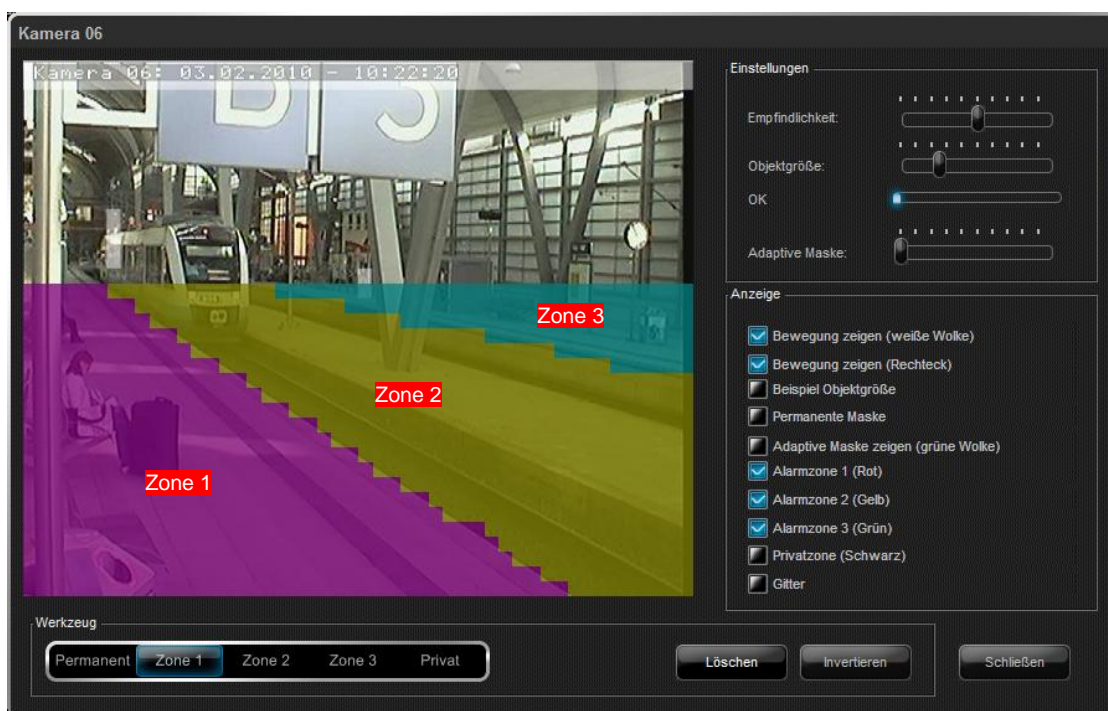 Kamera 06
Kamera 06: 03.02.2010 - 10:22:20
B 3
Zone 3
Zone 2
Zone 1
Einstellungen
Empfindlichkeit:
Objektgröße:
OK
Adaptive Maske:
Anzeige
Bewegung zeigen (weiße Wolke)
Bewegung zeigen (Rechteck)
Beispiel Objektgröße
Permanente Maske
Adaptive Maske zeigen (grüne Wolke)
Alarmzone 1 (Rot)
Alarmzone 2 (Gelb)
Alarmzone 3 (Grün)
Privatzone (Schwarz)
Gitter
Werkzeug
Permanent Zone 1 Zone 2 Zone 3 Privat
Löschen Invertieren Schließen